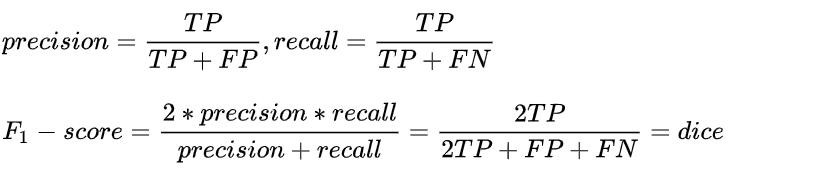 precision = TP / TP + FP , recall = TP / TP + FN
F₁ − score = 2 * precision * recall / precision + recall = 2TP / 2TP + FP + FN = dice